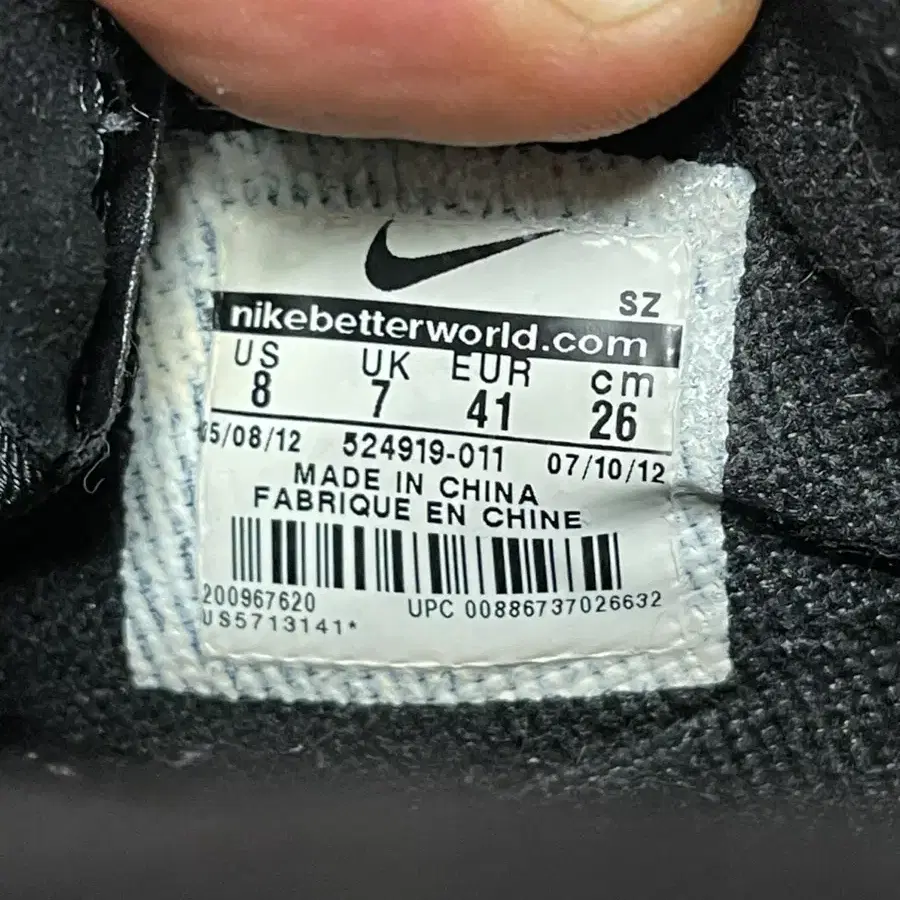 SZ
nikebetterworld.com
US UK EUR cm
8 7 41 26
05/08/12 524919-011 07/10/12
MADE IN CHINA
FABRIQUE EN CHINE
200967620 UPC 00886737026632
US5713141*